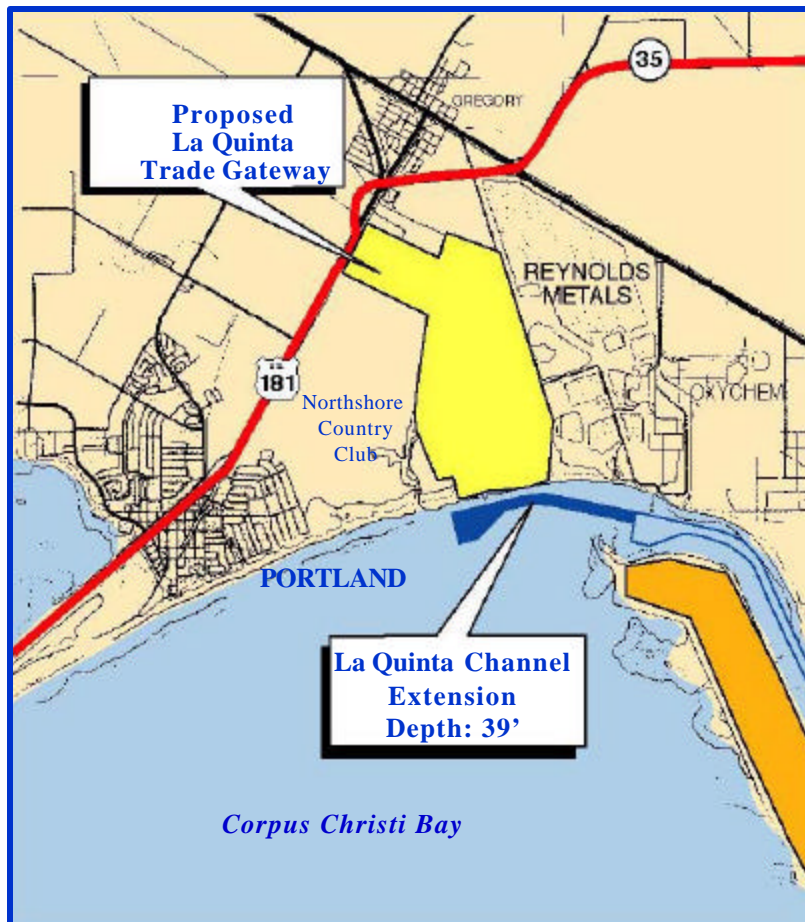 35
GREGORY
Proposed
La Quinta
Trade Gateway
REYNOLDS
METALS
U.S.
181
OXYCHEM
Northshore
Country
Club
PORTLAND
La Quinta Channel
Extension
Depth: 39’
Corpus Christi Bay